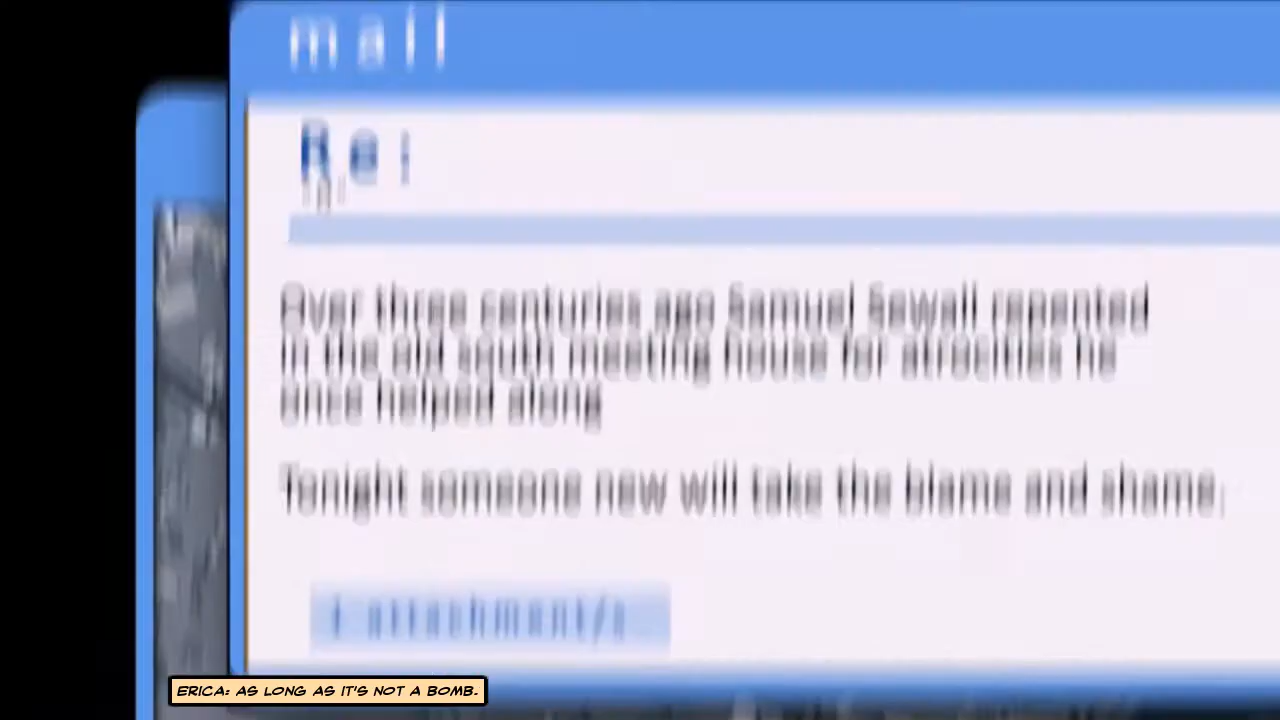 mail
Re:
Over three centuries ago Samuel Sewall repented
in the old south meeting house for atrocities he
once helped along
Tonight someone new will take the blame and shame.
1 attachment/s
ERICA: AS LONG AS IT'S NOT A BOMB.